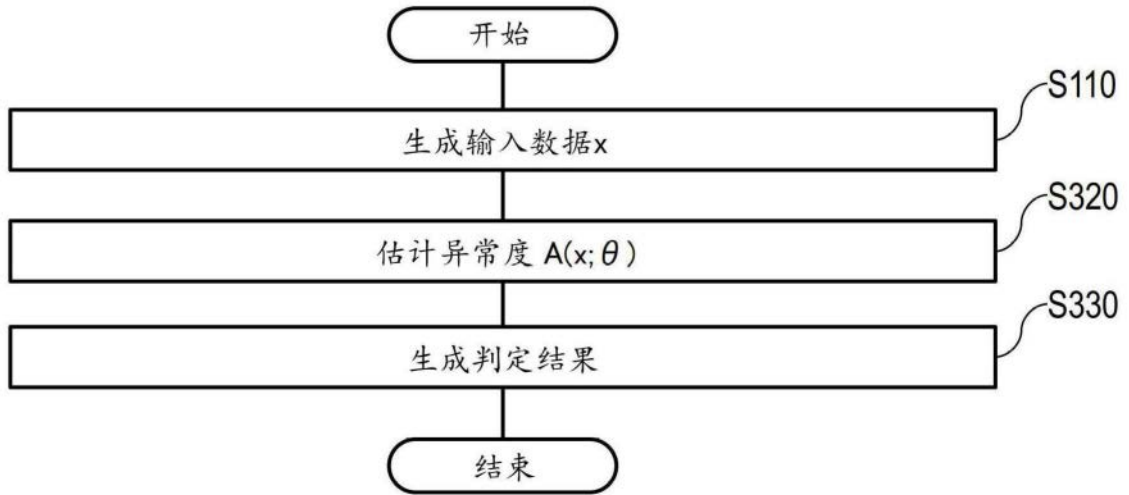 开始
S110
生成输入数据x
S320
估计异常度 A(x;θ)
S330
生成判定结果
结束